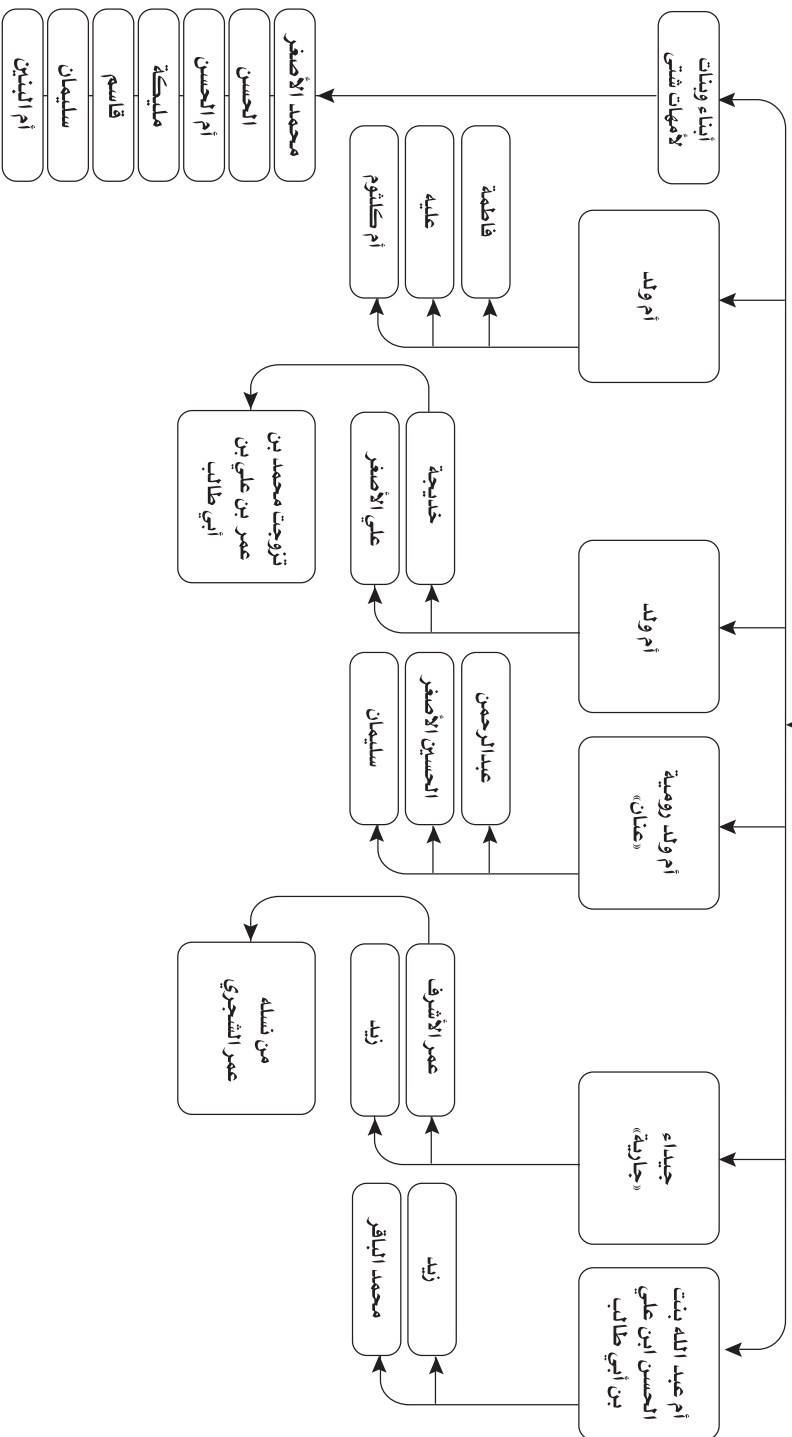 أم عبد الله بنت
الحسن ابن علي
بن أبي طالب
زيد
محمد الباقر
جيداء
«جارية»
عمر الأشرف
زيد
من نسله
عمر الشجري
أم ولد رومية
«عنان»
عبدالرحمن
الحسين الأصغر
سليمان
أم ولد
خديجة
علي الأصغر
تزوجت محمد بن
عمر بن علي بن
أبي طالب
أم ولد
فاطمة
عليه
أم كلثوم
أبناء وبنات
لأمهات شتى
محمد الأصغر
الحسن
أم الحسن
مليكة
قاسم
سليمان
أم البنين